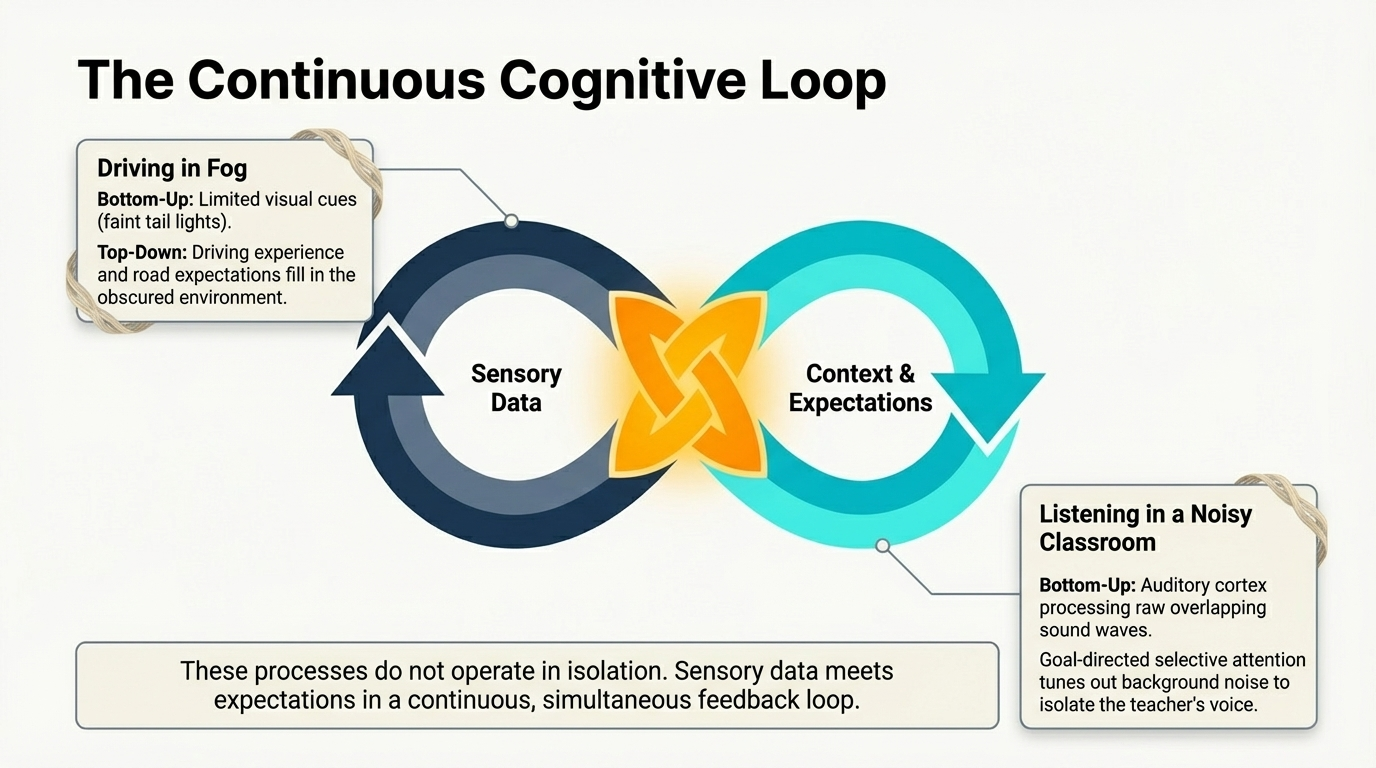 The Continuous Cognitive Loop
Driving in Fog
Bottom-Up: Limited visual cues
(faint tail lights).
Top-Down: Driving experience
and road expectations fill in the
obscured environment.
Sensory
Data
Context &
Expectations
Listening in a Noisy
Classroom
Bottom-Up: Auditory cortex
processing raw overlapping
sound waves.
Goal-directed selective attention
tunes out background noise to
isolate the teacher's voice.
These processes do not operate in isolation. Sensory data meets
expectations in a continuous, simultaneous feedback loop.